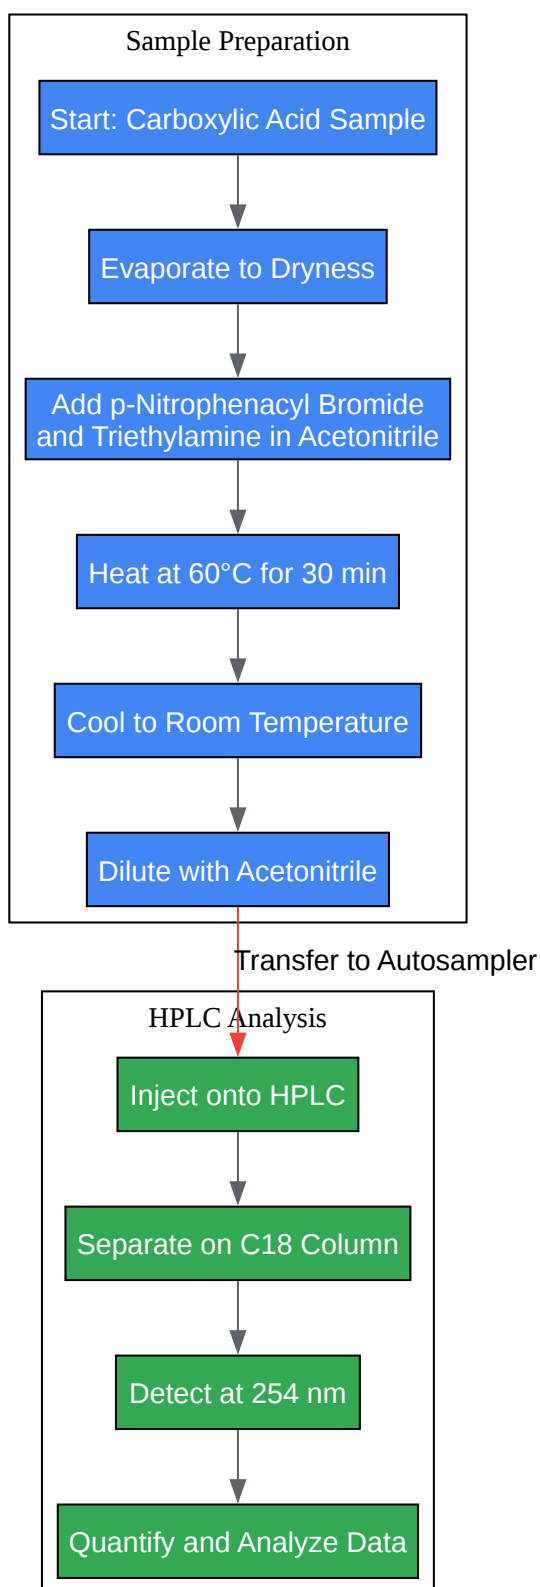 Sample Preparation
Start: Carboxylic Acid Sample
Evaporate to Dryness
Add p-Nitrophenacyl Bromide
and Triethylamine in Acetonitrile
Heat at 60°C for 30 min
Cool to Room Temperature
Dilute with Acetonitrile
Transfer to Autosampler
HPLC Analysis
Inject onto HPLC
Separate on C18 Column
Detect at 254 nm
Quantify and Analyze Data